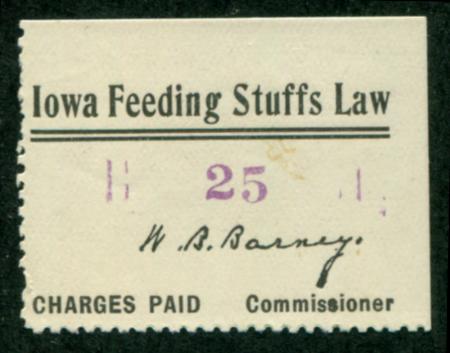 Iowa Feeding Stuffs Law
25
W. B. Barney.
CHARGES PAID Commissioner